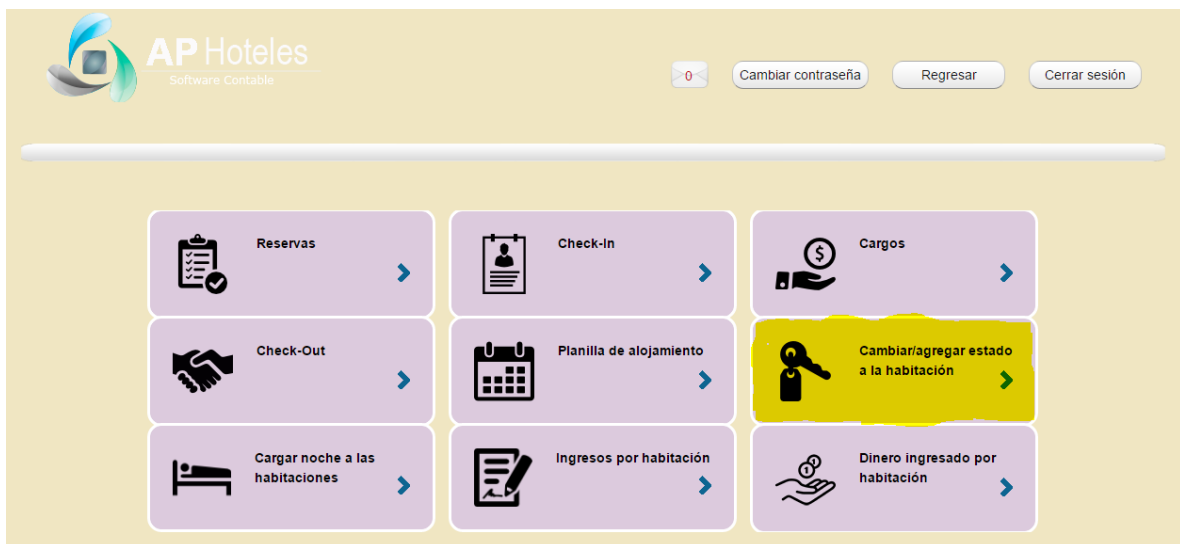 AP Hoteles
Software Contable
0
Cambiar contraseña
Regresar
Cerrar sesión
Reservas
Check-In
Cargos
Check-Out
Planilla de alojamiento
Cambiar/agregar estado
a la habitación
Cargar noche a las
habitaciones
Ingresos por habitación
Dinero ingresado por
habitación